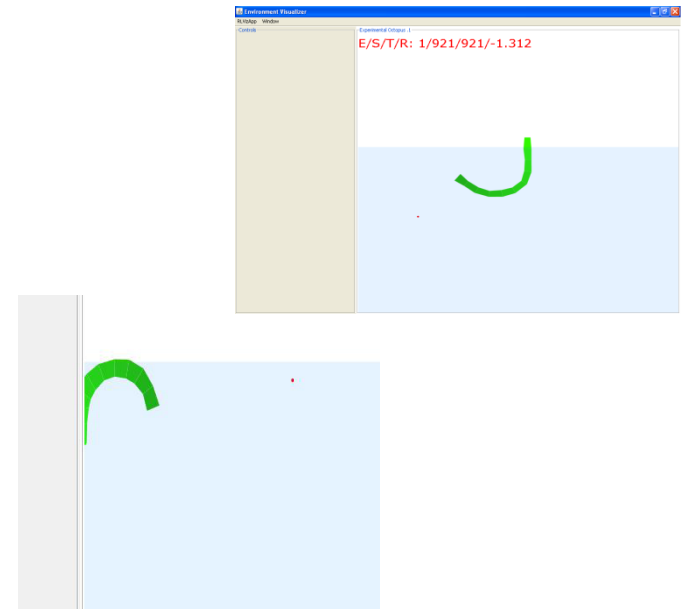 Environment Visualizer
RLVizApp Window
Controls
Experimental Octopus .1
E/S/T/R: 1/921/921/-1.312